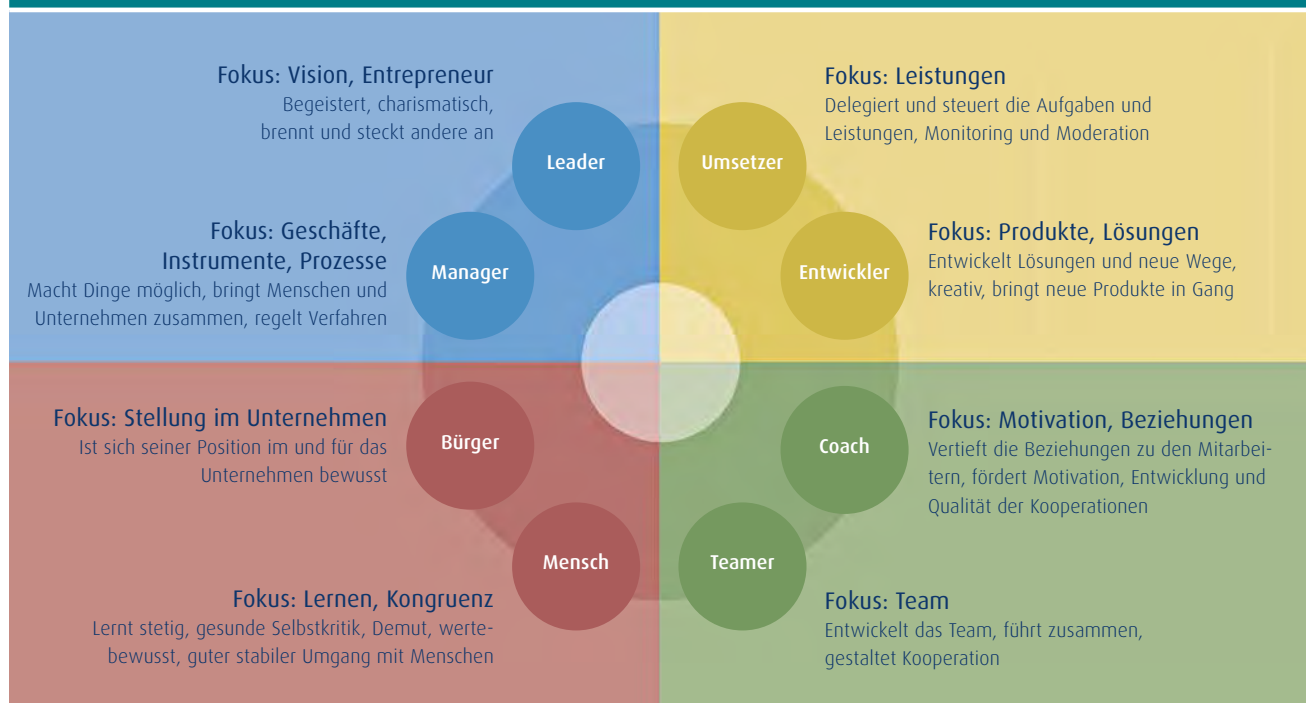 Fokus: Vision, Entrepreneur
Begeistert, charismatisch,
brennt und steckt andere an
Leader
Fokus: Geschäfte,
Instrumente, Prozesse
Macht Dinge möglich, bringt Menschen und
Unternehmen zusammen, regelt Verfahren
Manager
Umsetzer
Fokus: Leistungen
Delegiert und steuert die Aufgaben und
Leistungen, Monitoring und Moderation
Entwickler
Fokus: Produkte, Lösungen
Entwickelt Lösungen und neue Wege,
kreativ, bringt neue Produkte in Gang
Fokus: Stellung im Unternehmen
Ist sich seiner Position im und für das
Unternehmen bewusst
Bürger
Fokus: Lernen, Kongruenz
Lernt stetig, gesunde Selbstkritik, Demut, werte-
bewusst, guter stabiler Umgang mit Menschen
Mensch
Coach
Fokus: Motivation, Beziehungen
Vertieft die Beziehungen zu den Mitarbei-
tern, fördert Motivation, Entwicklung und
Qualität der Kooperationen
Teamer
Fokus: Team
Entwickelt das Team, führt zusammen,
gestaltet Kooperation